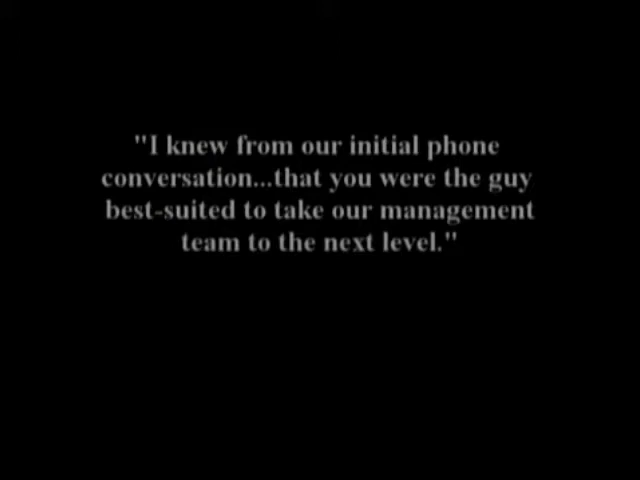 "I knew from our initial phone
conversation...that you were the guy
best-suited to take our management
team to the next level."